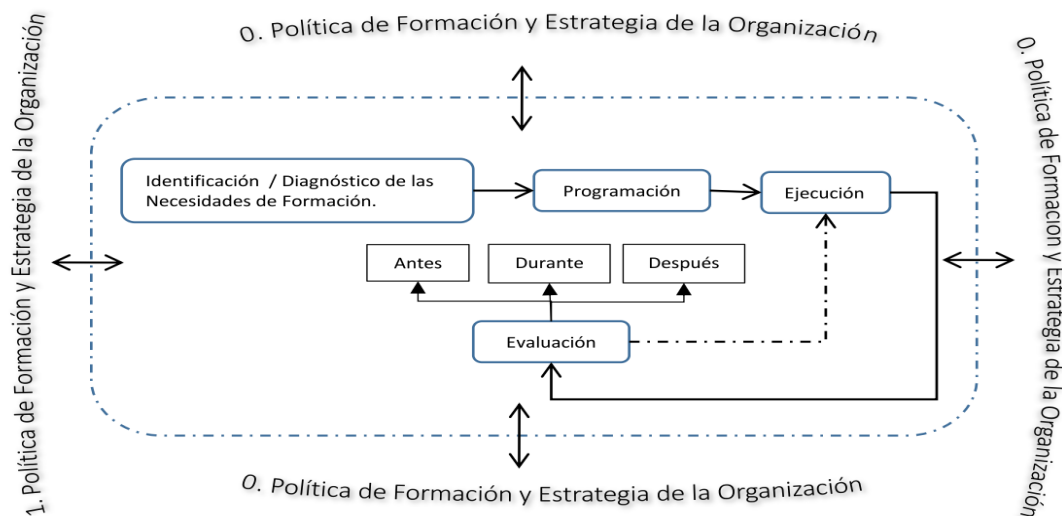 0. Política de Formación y Estrategia de la Organización
1. Política de Formación y Estrategia de la Organización
0. Política de Formación y Estrategia de la Organización
Identificación / Diagnóstico de las
Necesidades de Formación.
Programación
Ejecución
Antes
Durante
Después
Evaluación
0. Política de Formación y Estrategia de la Organización